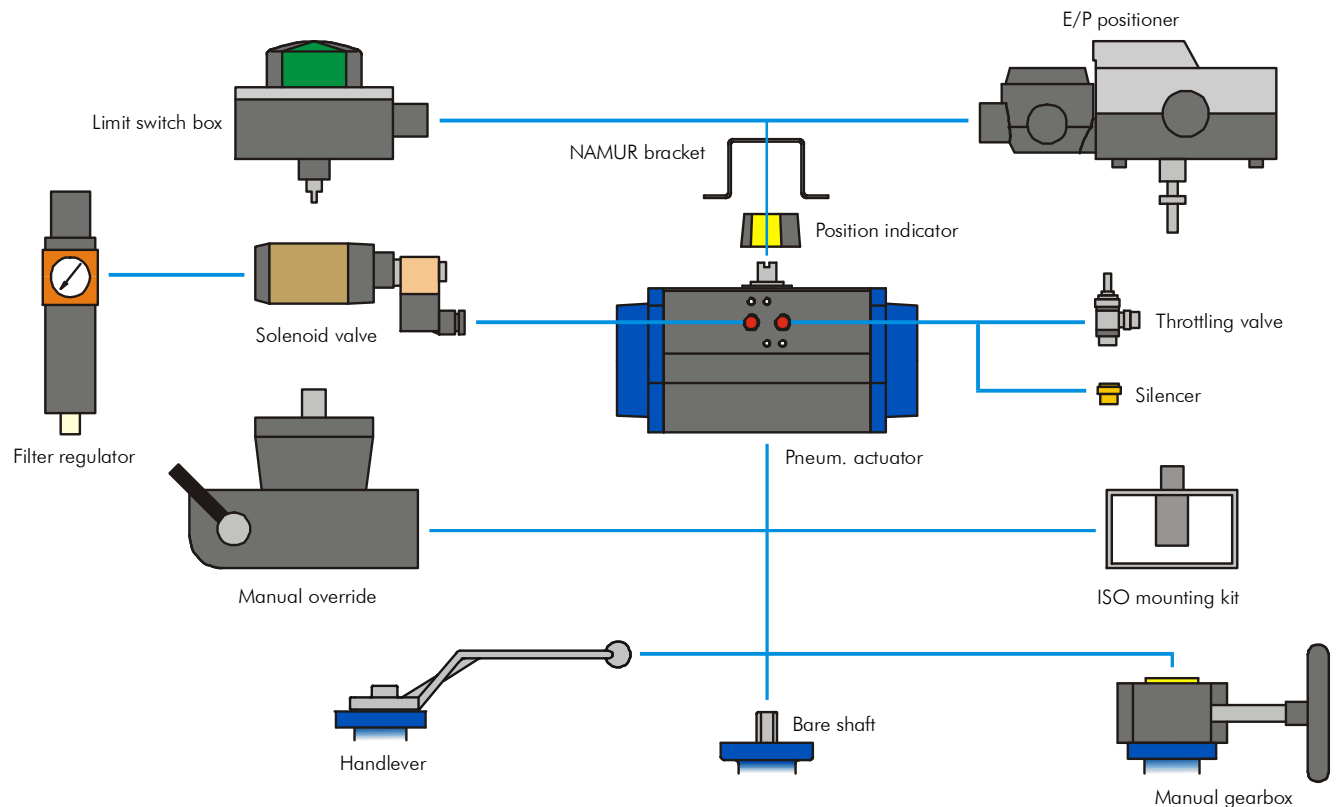 E/P positioner
Limit switch box
NAMUR bracket
Position indicator
Solenoid valve
Throttling valve
Silencer
Filter regulator
Pneum. actuator
Manual override
ISO mounting kit
Bare shaft
Handlever
Manual gearbox